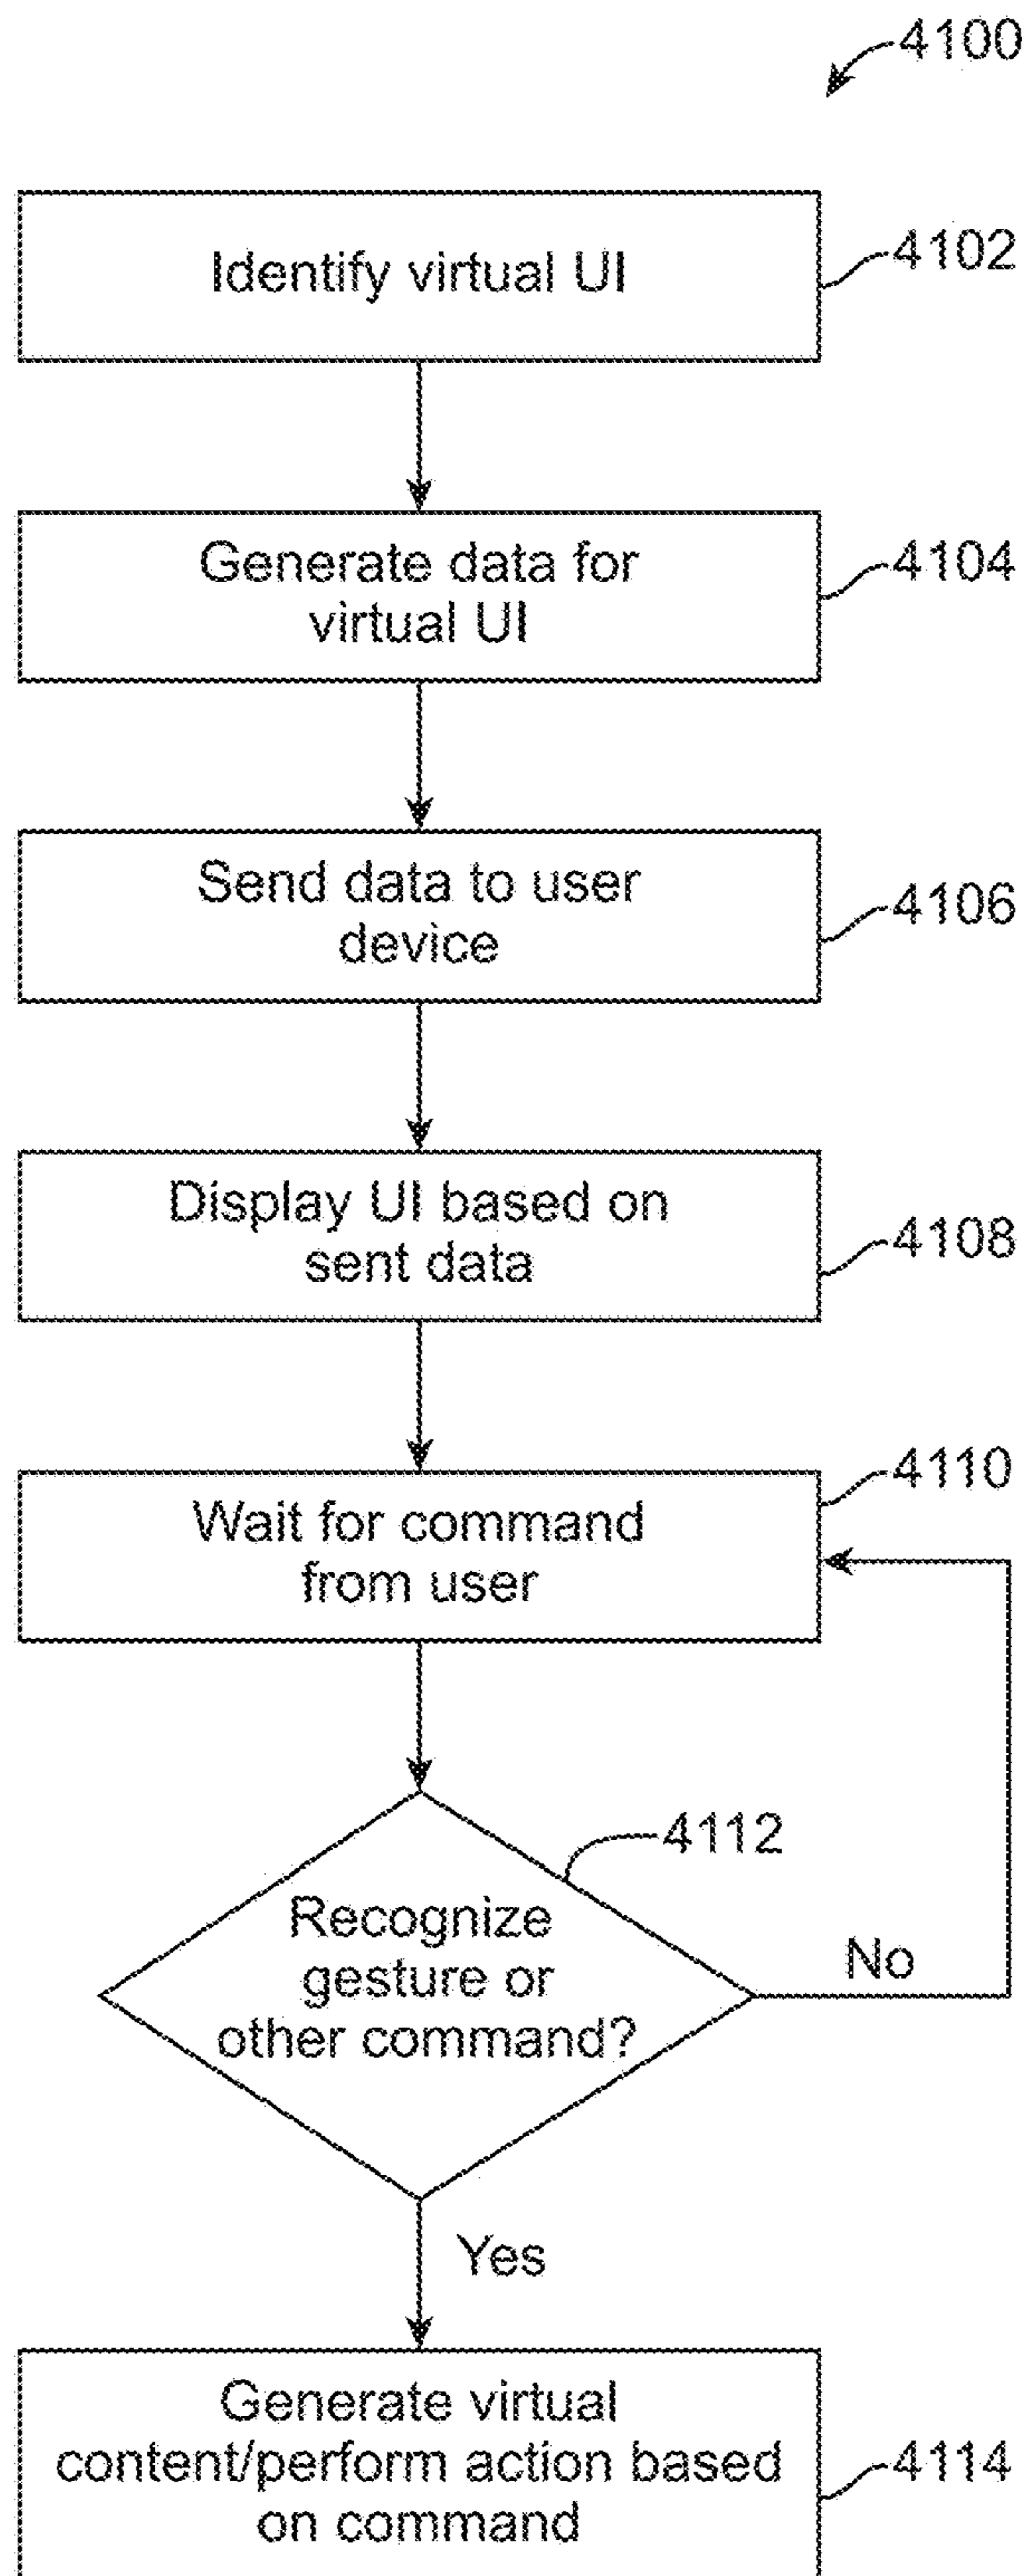 4100
Identify virtual UI
4102
Generate data for
virtual UI
4104
Send data to user
device
4106
Display UI based on
sent data
4108
Wait for command
from user
4110
Recognize
gesture or
other command?
4112
No
Yes
Generate virtual
content/perform action based
on command
4114